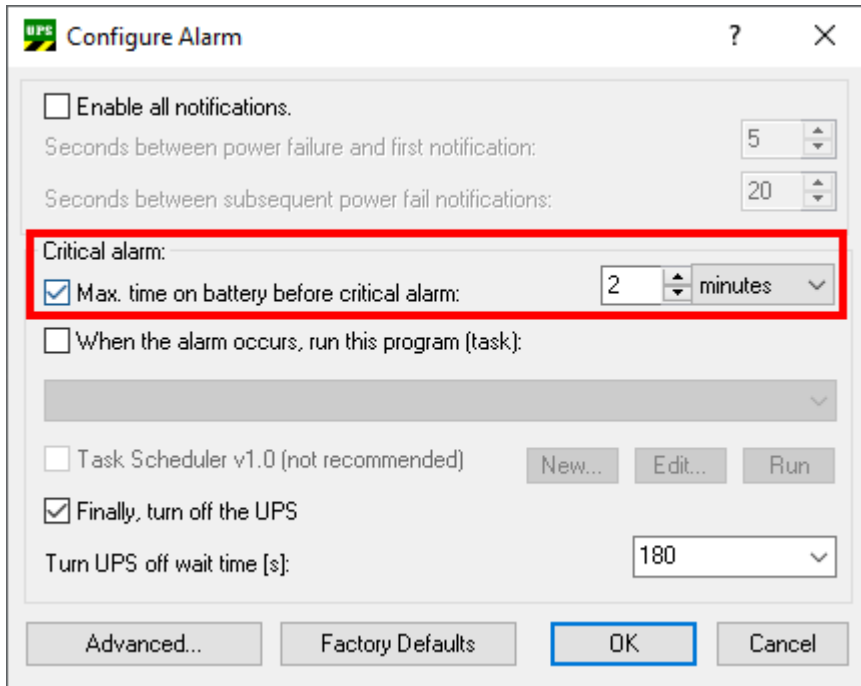 UPS Configure Alarm ?
Enable all notifications.
Seconds between power failure and first notification: 5
Seconds between subsequent power fail notifications: 20
Critical alarm:
Max. time on battery before critical alarm: 2 minutes
When the alarm occurs, run this program (task):
Task Scheduler v1.0 (not recommended) New... Edit... Run
Finally, turn off the UPS
Turn UPS off wait time [s]: 180
Advanced... Factory Defaults OK Cancel